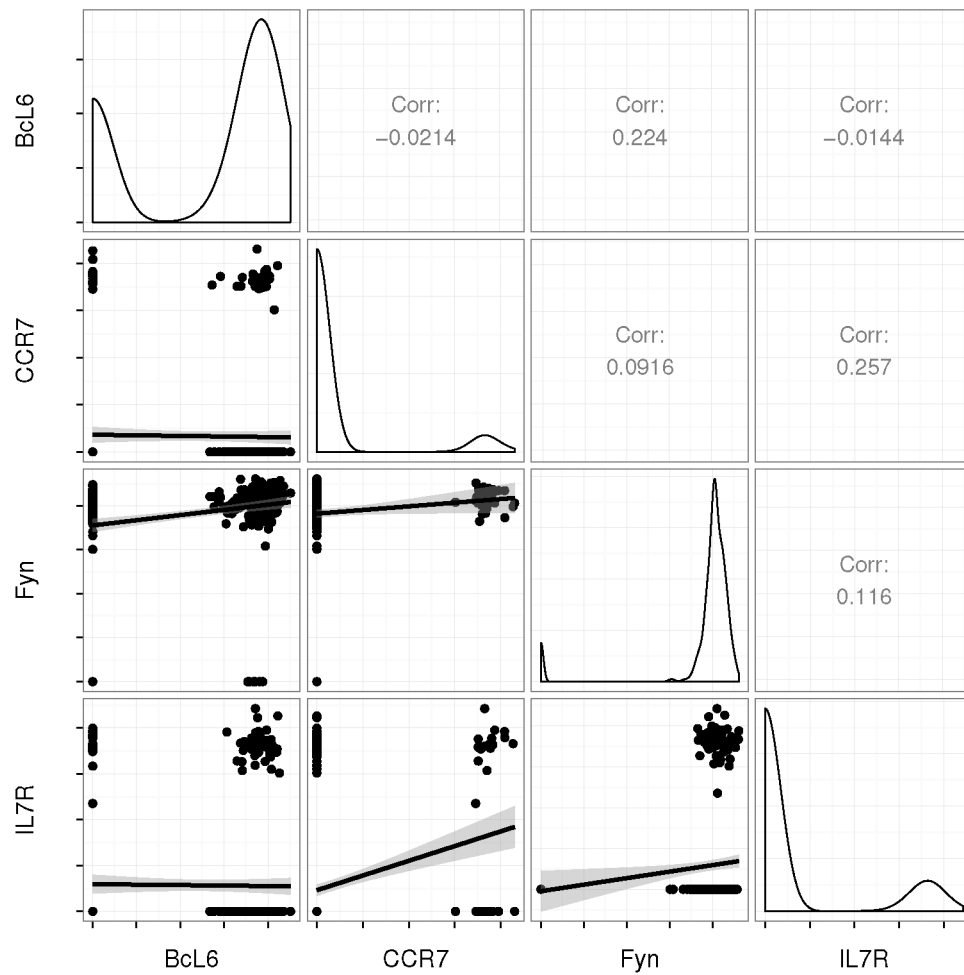 BcL6
Corr:
−0.0214
Corr:
0.224
Corr:
−0.0144
CCR7
Corr:
0.0916
Corr:
0.257
Fyn
Corr:
0.116
IL7R
BcL6
CCR7
Fyn
IL7R